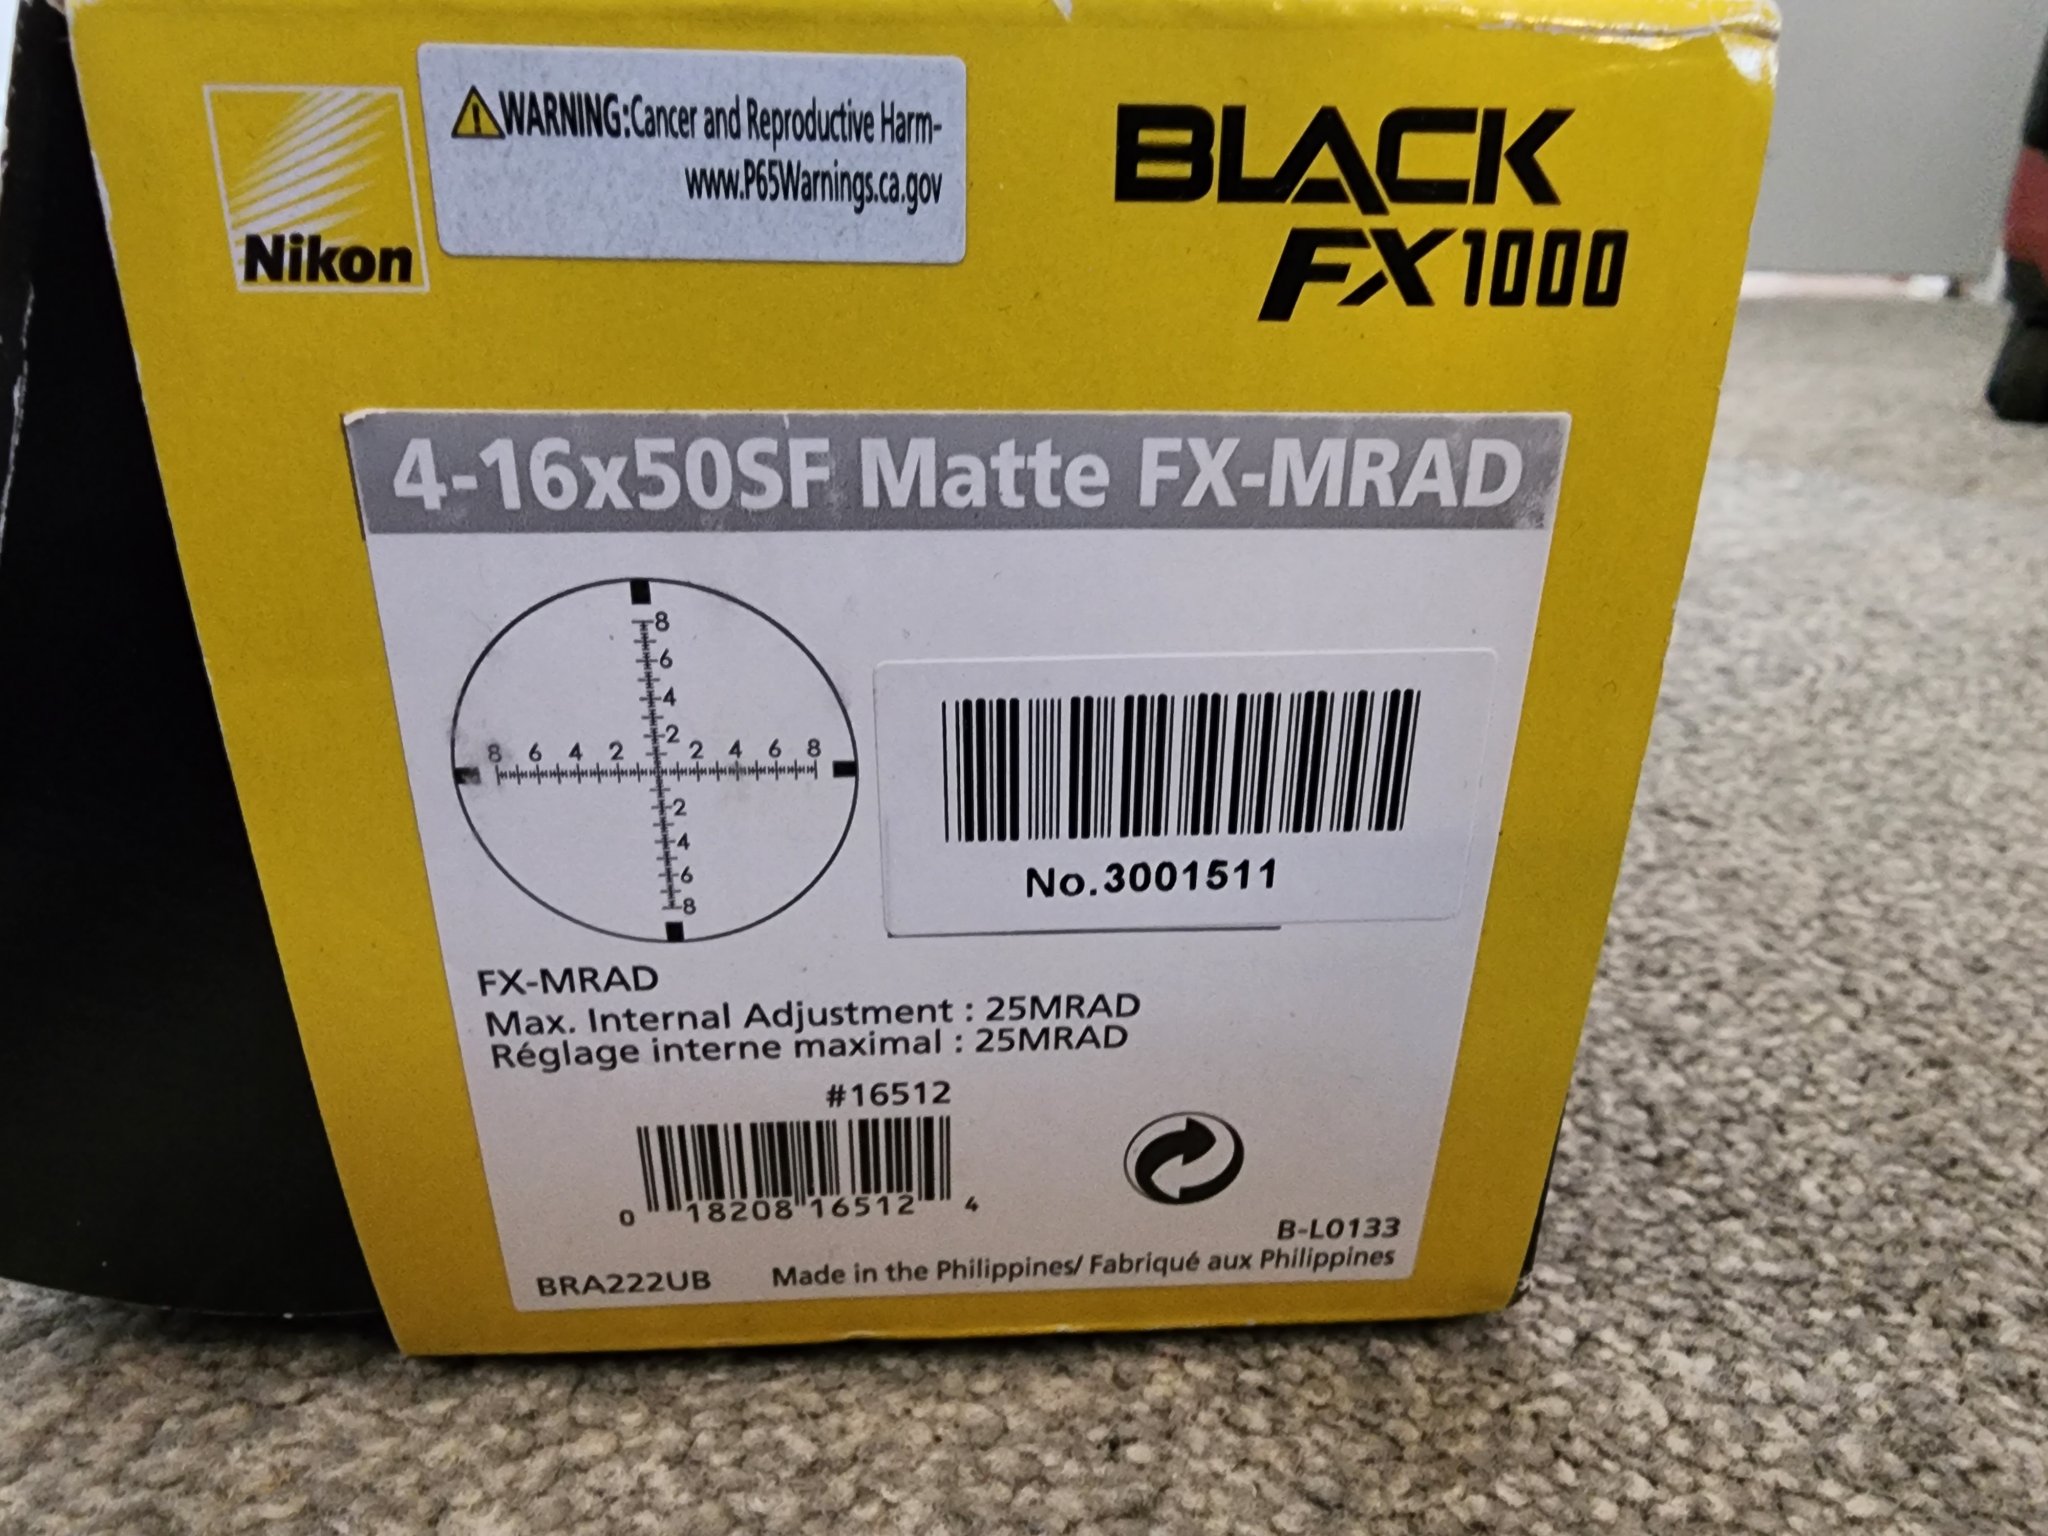 Nikon
WARNING:Cancer and Reproductive Harm-
www.P65Warnings.ca.gov
BLACK
FX1000
4-16x50SF Matte FX-MRAD
8
6
4
2
8 6 4 2 2 4 6 8
2
4
6
8
No.3001511
FX-MRAD
Max. Internal Adjustment : 25MRAD
Réglage interne maximal : 25MRAD
#16512
0 18208 16512 4
B-L0133
BRA222UB Made in the Philippines/ Fabriqué aux Philippines